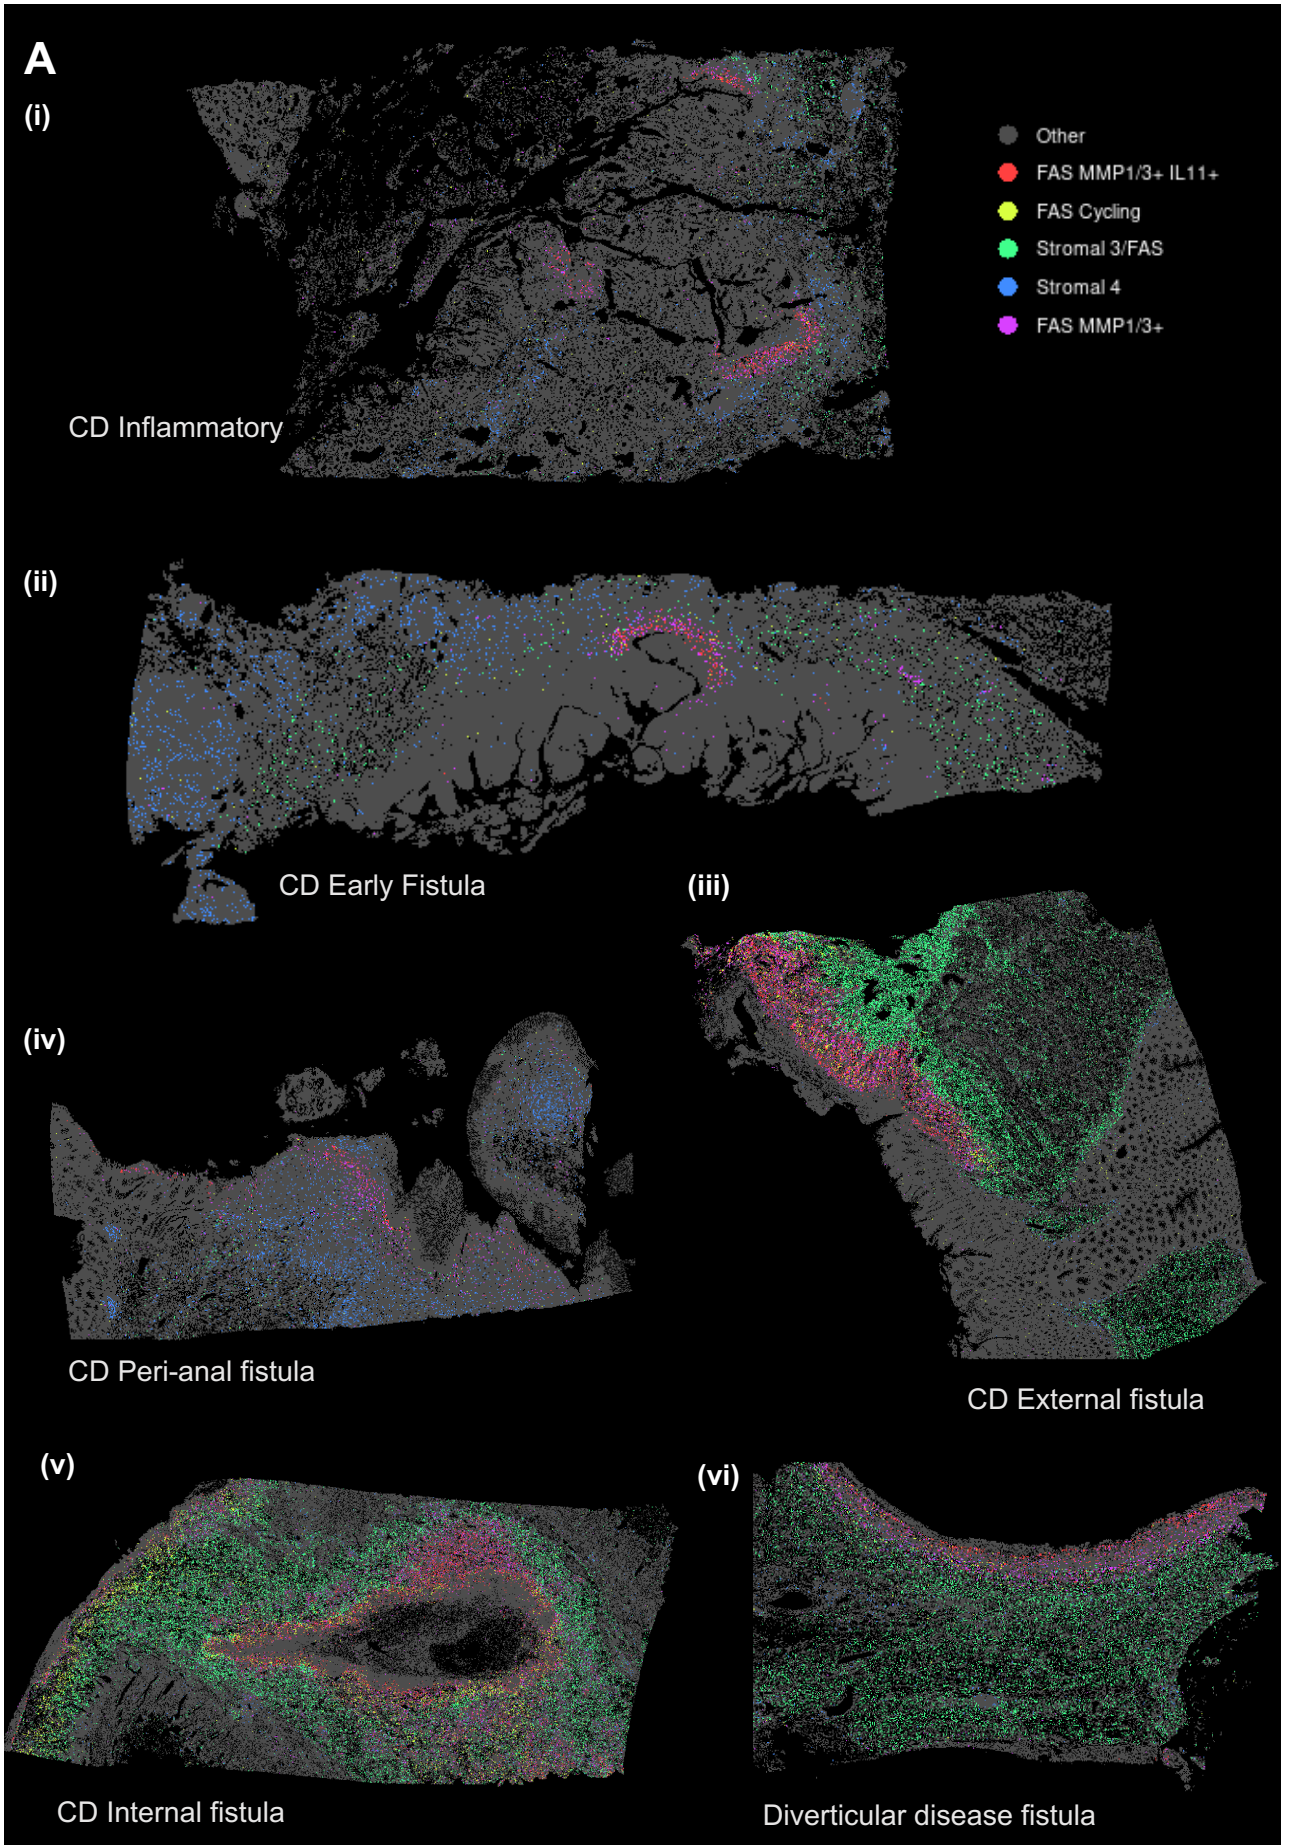 A
(i)
Other
FAS MMP1/3+ IL11+
FAS Cycling
Stromal 3/FAS
Stromal 4
FAS MMP1/3+
CD Inflammatory
(ii)
CD Early Fistula
(iii)
(iv)
CD Peri-anal fistula
CD External fistula
(v)
(vi)
CD Internal fistula
Diverticular disease fistula